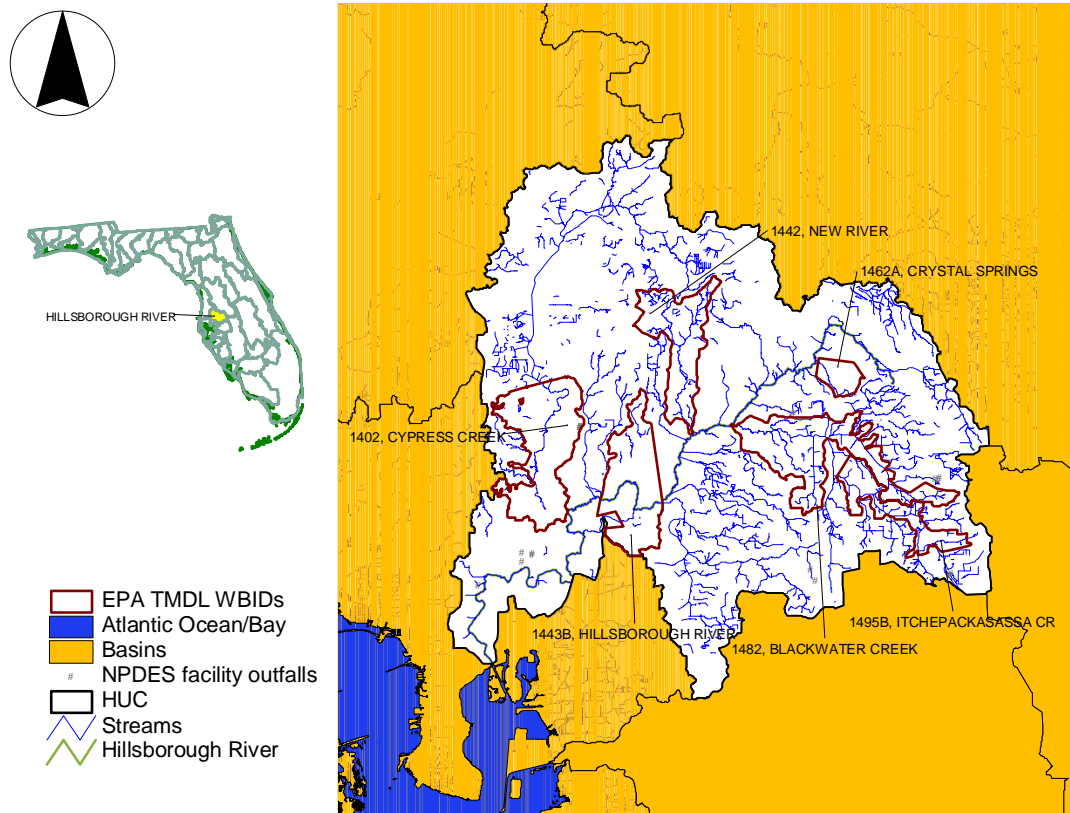 1442, NEW RIVER
1462A, CRYSTAL SPRINGS
HILLSBOROUGH RIVER
1402, CYPRESS CREEK
1443B, HILLSBOROUGH RIVER
1495B, ITCHEPACKASASSA CR
1482, BLACKWATER CREEK
EPA TMDL WBIDs
Atlantic Ocean/Bay
Basins
# NPDES facility outfalls
HUC
Streams
Hillsborough River